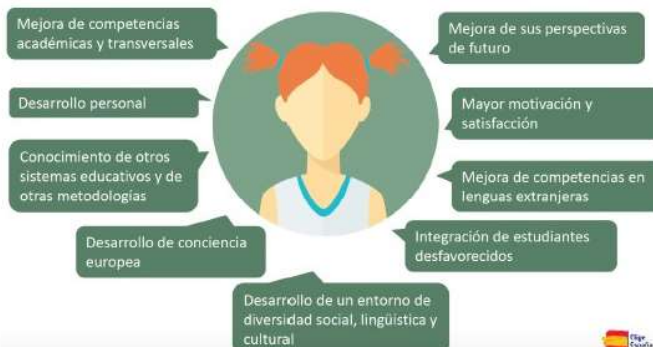 Mejora de competencias
académicas y transversales
Desarrollo personal
Conocimiento de otros
sistemas educativos y de
otras metodologías
Desarrollo de conciencia
europea
Desarrollo de un entorno de
diversidad social, lingüística y
cultural
Mejora de sus perspectivas
de futuro
Mayor motivación y
satisfacción
Mejora de competencias en
lenguas extranjeras
Integración de estudiantes
desfavorecidos
Elige
España